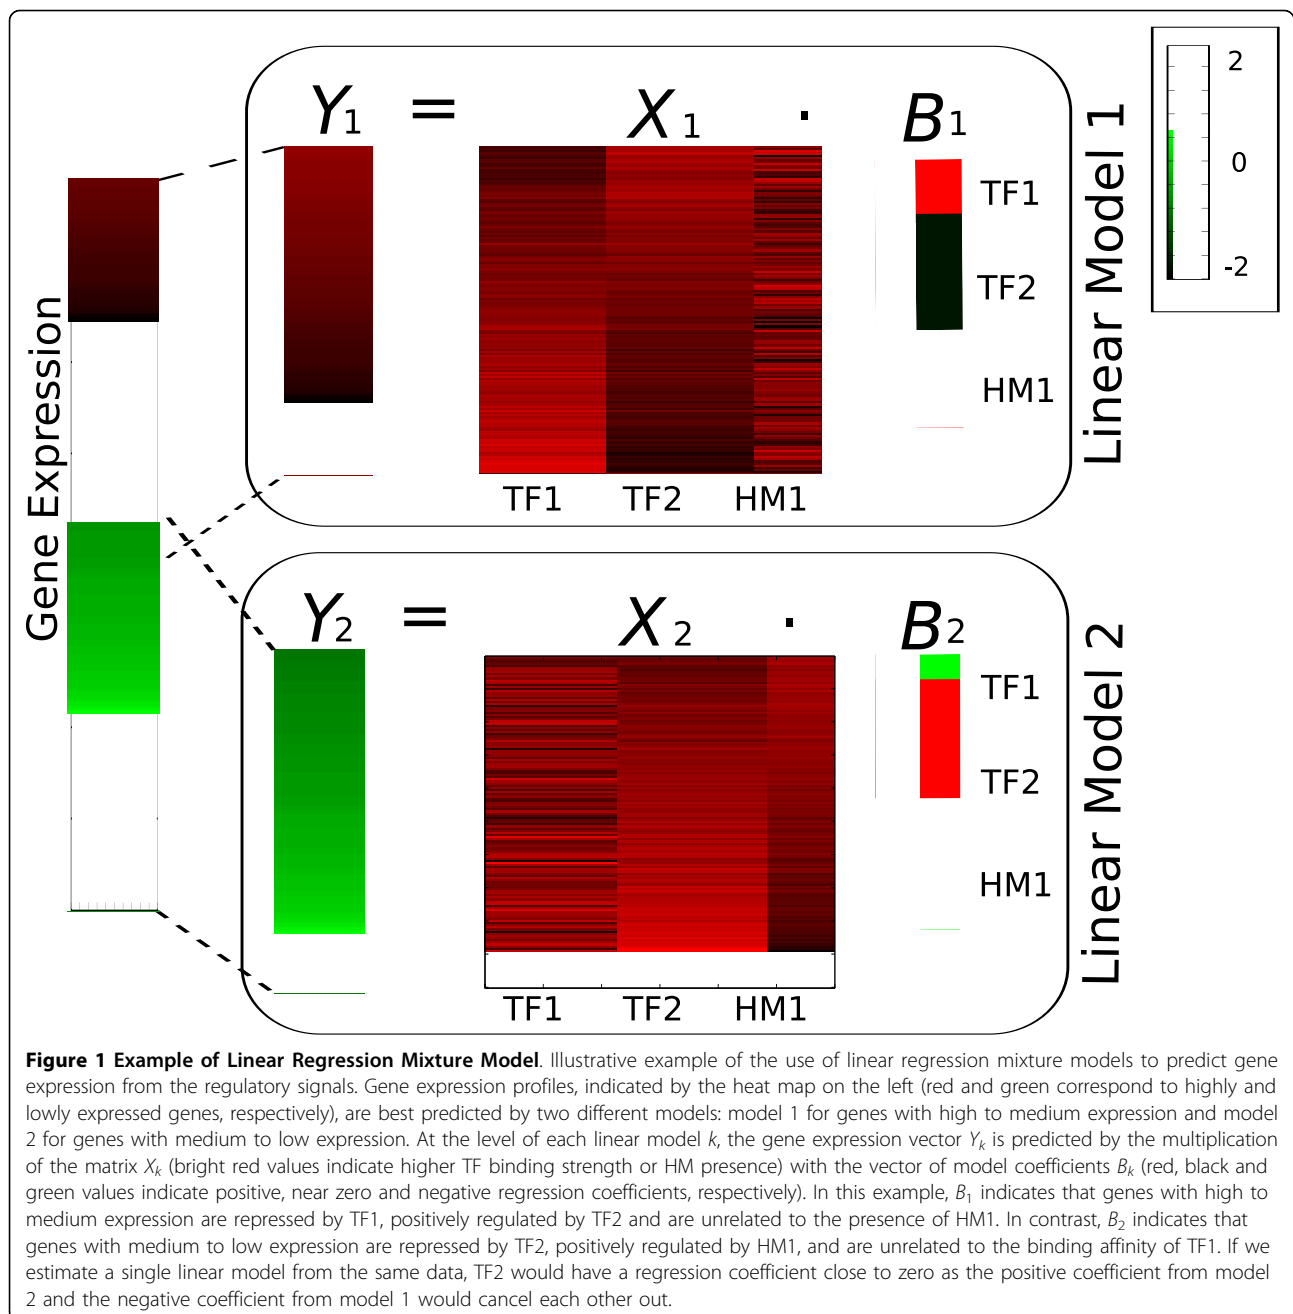 Gene Expression
Y1 = X1 · B1
TF1
TF2
HM1
TF1 TF2 HM1
Linear Model 1
2
0
-2
Y2 = X2 · B2
TF1
TF2
HM1
TF1 TF2 HM1
Linear Model 2
Figure 1 Example of Linear Regression Mixture Model. Illustrative example of the use of linear regression mixture models to predict gene
expression from the regulatory signals. Gene expression profiles, indicated by the heat map on the left (red and green correspond to highly and
lowly expressed genes, respectively), are best predicted by two different models: model 1 for genes with high to medium expression and model
2 for genes with medium to low expression. At the level of each linear model k, the gene expression vector Yk is predicted by the multiplication
of the matrix Xk (bright red values indicate higher TF binding strength or HM presence) with the vector of model coefficients Bk (red, black and
green values indicate positive, near zero and negative regression coefficients, respectively). In this example, B1 indicates that genes with high to
medium expression are repressed by TF1, positively regulated by TF2 and are unrelated to the presence of HM1. In contrast, B2 indicates that
genes with medium to low expression are repressed by TF2, positively regulated by HM1, and are unrelated to the binding affinity of TF1. If we
estimate a single linear model from the same data, TF2 would have a regression coefficient close to zero as the positive coefficient from model
2 and the negative coefficient from model 1 would cancel each other out.